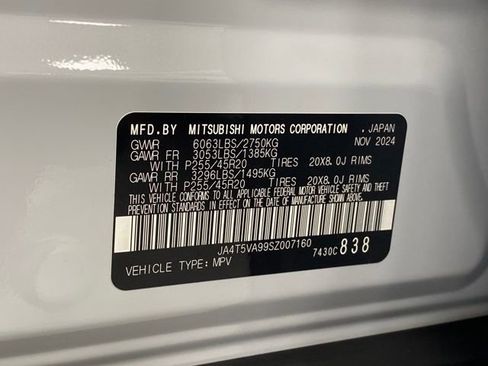 MFD.BY MITSUBISHI MOTORS CORPORATION , JAPAN
GVWR 6063LBS/2750KG NOV 2024
GAWR FR 3053LBS/1385KG
WITH P255/45R20 TIRES 20X8.0J RIMS
GAWR RR 3296LBS/1495KG
WITH P255/45R20 TIRES 20X8.0J RIMS
THIS VEHICLE CONFORMS TO ALL APPLICABLE FEDERAL MOTOR VEHICLE SAFETY AND THEFT
PREVENTION STANDARDS IN EFFECT ON THE DATE OF MANUFACTURE SHOWN ABOVE.
JA4T5VA99SZ007160 7430C 838
VEHICLE TYPE: MPV